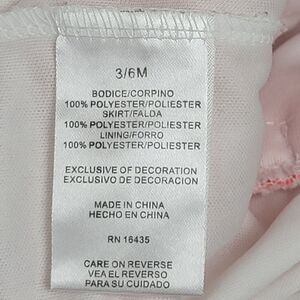 3/6M
BODICE/CORPINO
100% POLYESTER/POLIESTER
SKIRT/FALDA
100% POLYESTER/POLIESTER
LINING/FORRO
100% POLYESTER/POLIESTER
EXCLUSIVE OF DECORATION
EXCLUSIVO DE DECORACION
MADE IN CHINA
HECHO EN CHINA
RN 16435
CARE ON REVERSE
VEA EL REVERSO
PARA SU CUIDADO